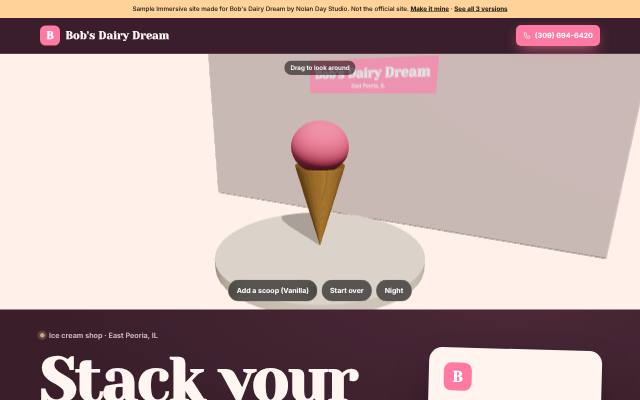 Sample Immersive site made for Bob's Dairy Dream by Nolan Day Studio. Not the official site. Make it mine · See all 3 versions
B Bob's Dairy Dream
(309) 694-6420
Drag to look around
Bob's Dairy Dream
East Peoria, IL
Add a scoop (Vanilla) Start over Night
Ice cream shop · East Peoria, IL
Stack your
B